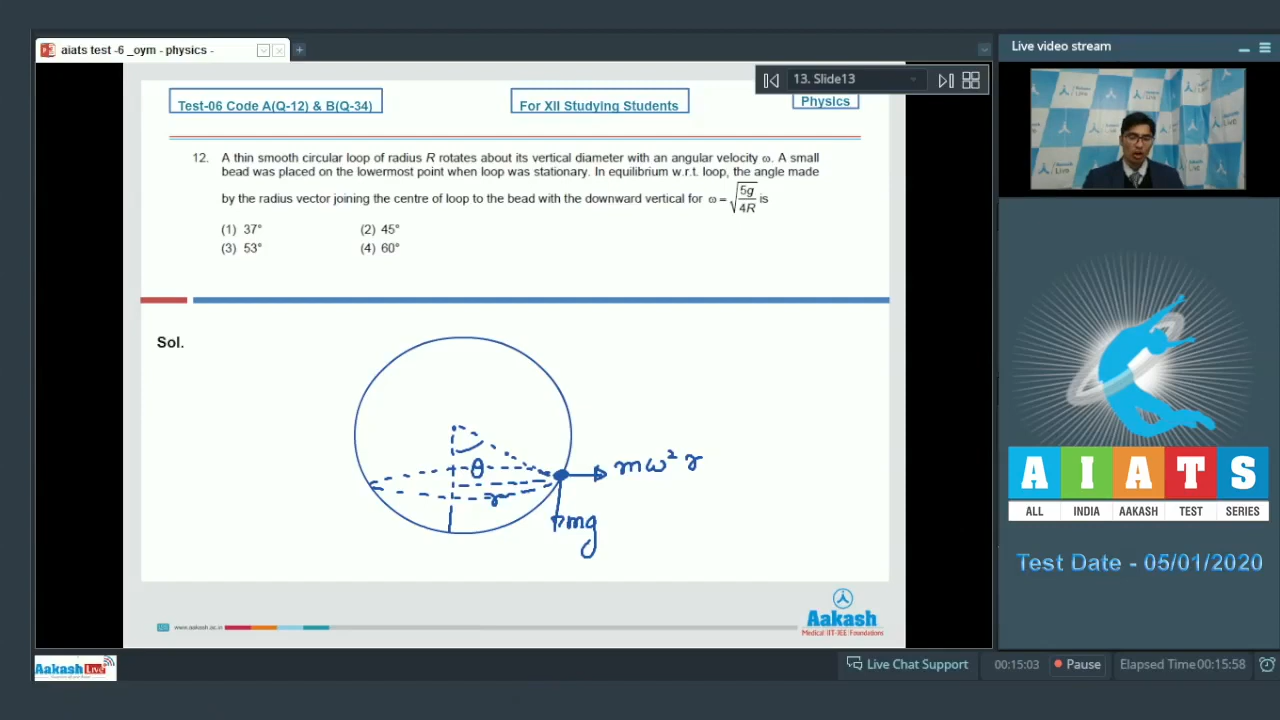 aiats test -6 _oym - physics -
Live video stream
13. Slide13
Test-06 Code A(Q-12) & B(Q-34)
For XII Studying Students
Physics
12. A thin smooth circular loop of radius R rotates about its vertical diameter with an angular velocity ω. A small
bead was placed on the lowermost point when loop was stationary. In equilibrium w.r.t. loop, the angle made
by the radius vector joining the centre of loop to the bead with the downward vertical for ω = √(5g/4R) is
(1) 37° (2) 45°
(3) 53° (4) 60°
Sol.
θ
r
mω² r
mg
Aakash
Medical|IIT-JEE|Foundations
www.aakash.ac.in
AIATS
ALL INDIA AAKASH TEST SERIES
Test Date - 05/01/2020
Aakash Live
Live Chat Support
00:15:03
Pause
Elapsed Time 00:15:58